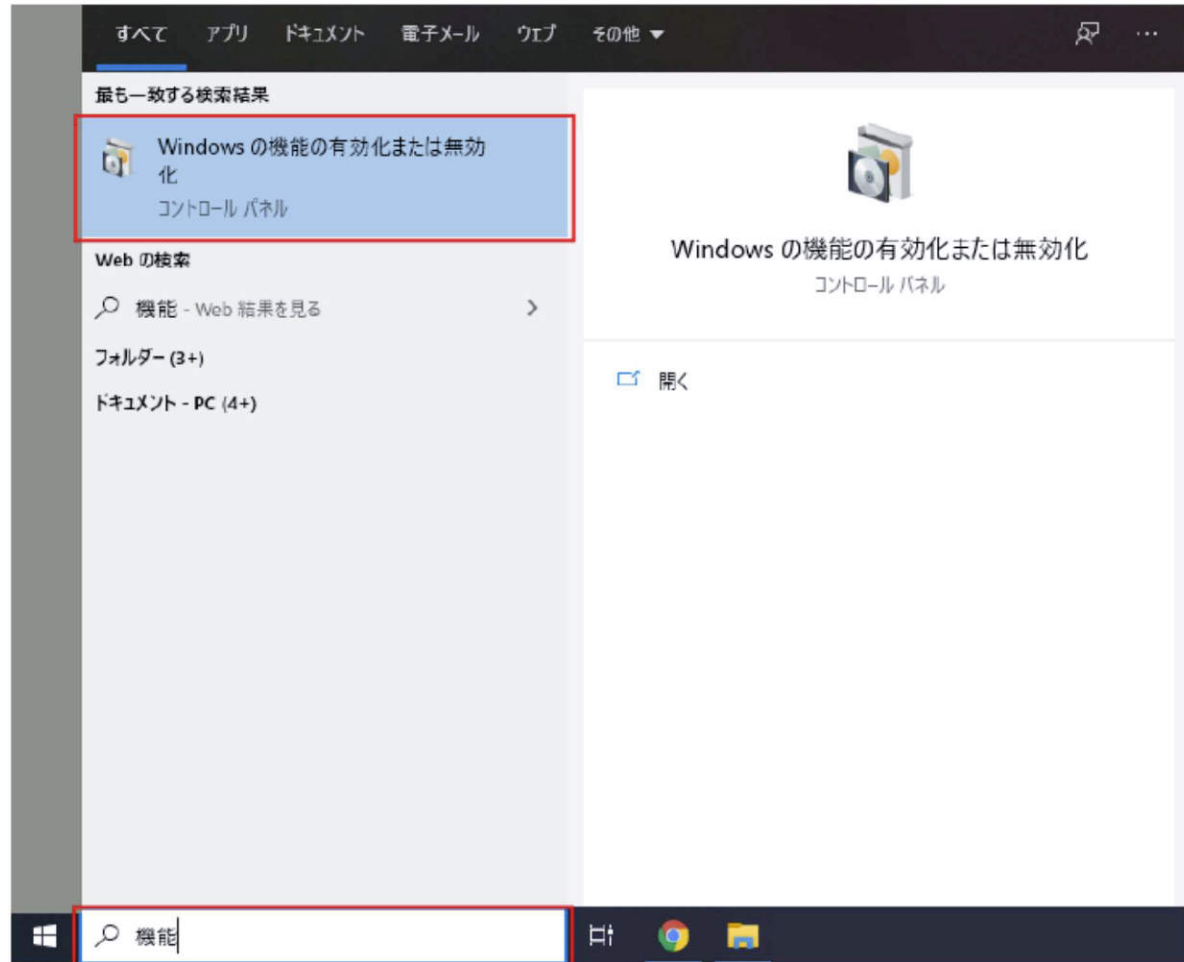 すべて アプリ ドキュメント 電子メール ウェブ その他 ▼ ...
最も一致する検索結果
Windows の機能の有効化または無効
化
コントロール パネル
Web の検索
機能 - Web 結果を見る
フォルダー (3+)
ドキュメント - PC (4+)
Windows の機能の有効化または無効化
コントロール パネル
開く
機能